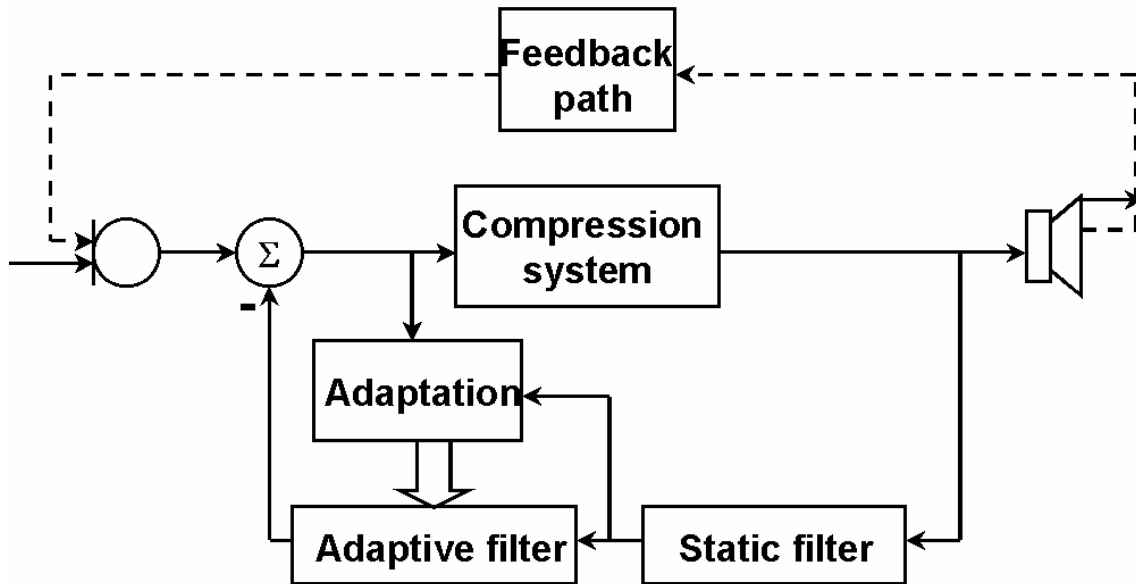 Feedback
path
Σ
Compression
system
-
Adaptation
Adaptive filter
Static filter